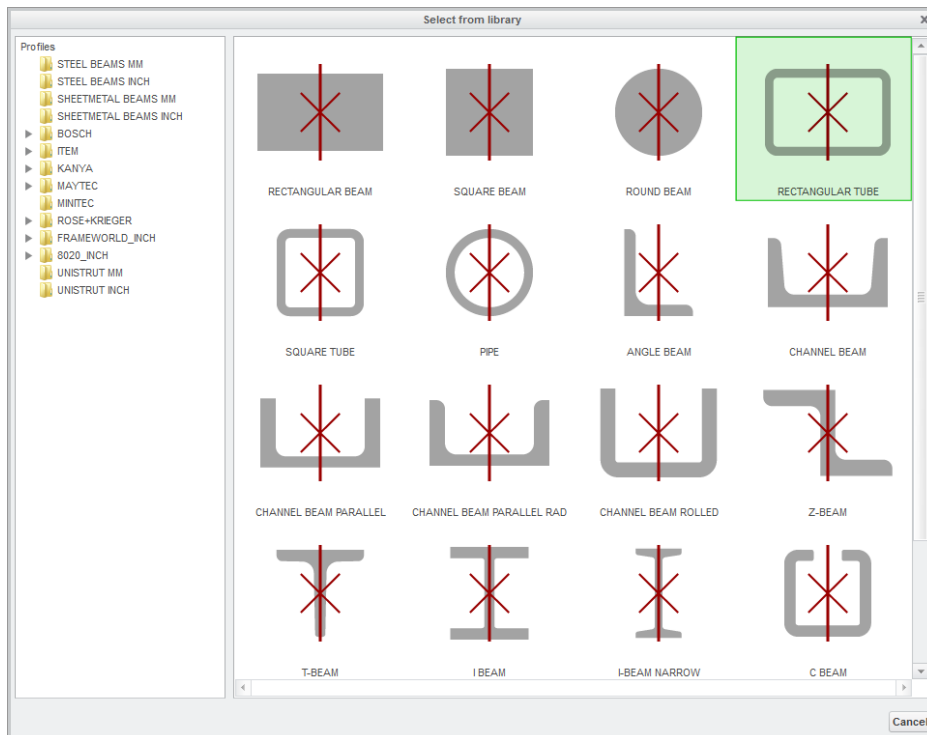 Select from library
Profiles
STEEL BEAMS MM
STEEL BEAMS INCH
SHEETMETAL BEAMS MM
SHEETMETAL BEAMS INCH
BOSCH
ITEM
KANYA
MAYTEC
MINITEC
ROSE+KRIEGER
FRAMEWORLD_INCH
8020_INCH
UNISTRUT MM
UNISTRUT INCH
RECTANGULAR BEAM
SQUARE BEAM
ROUND BEAM
RECTANGULAR TUBE
SQUARE TUBE
PIPE
ANGLE BEAM
CHANNEL BEAM
CHANNEL BEAM PARALLEL
CHANNEL BEAM PARALLEL RAD
CHANNEL BEAM ROLLED
Z-BEAM
T-BEAM
I BEAM
I-BEAM NARROW
C BEAM
Cancel